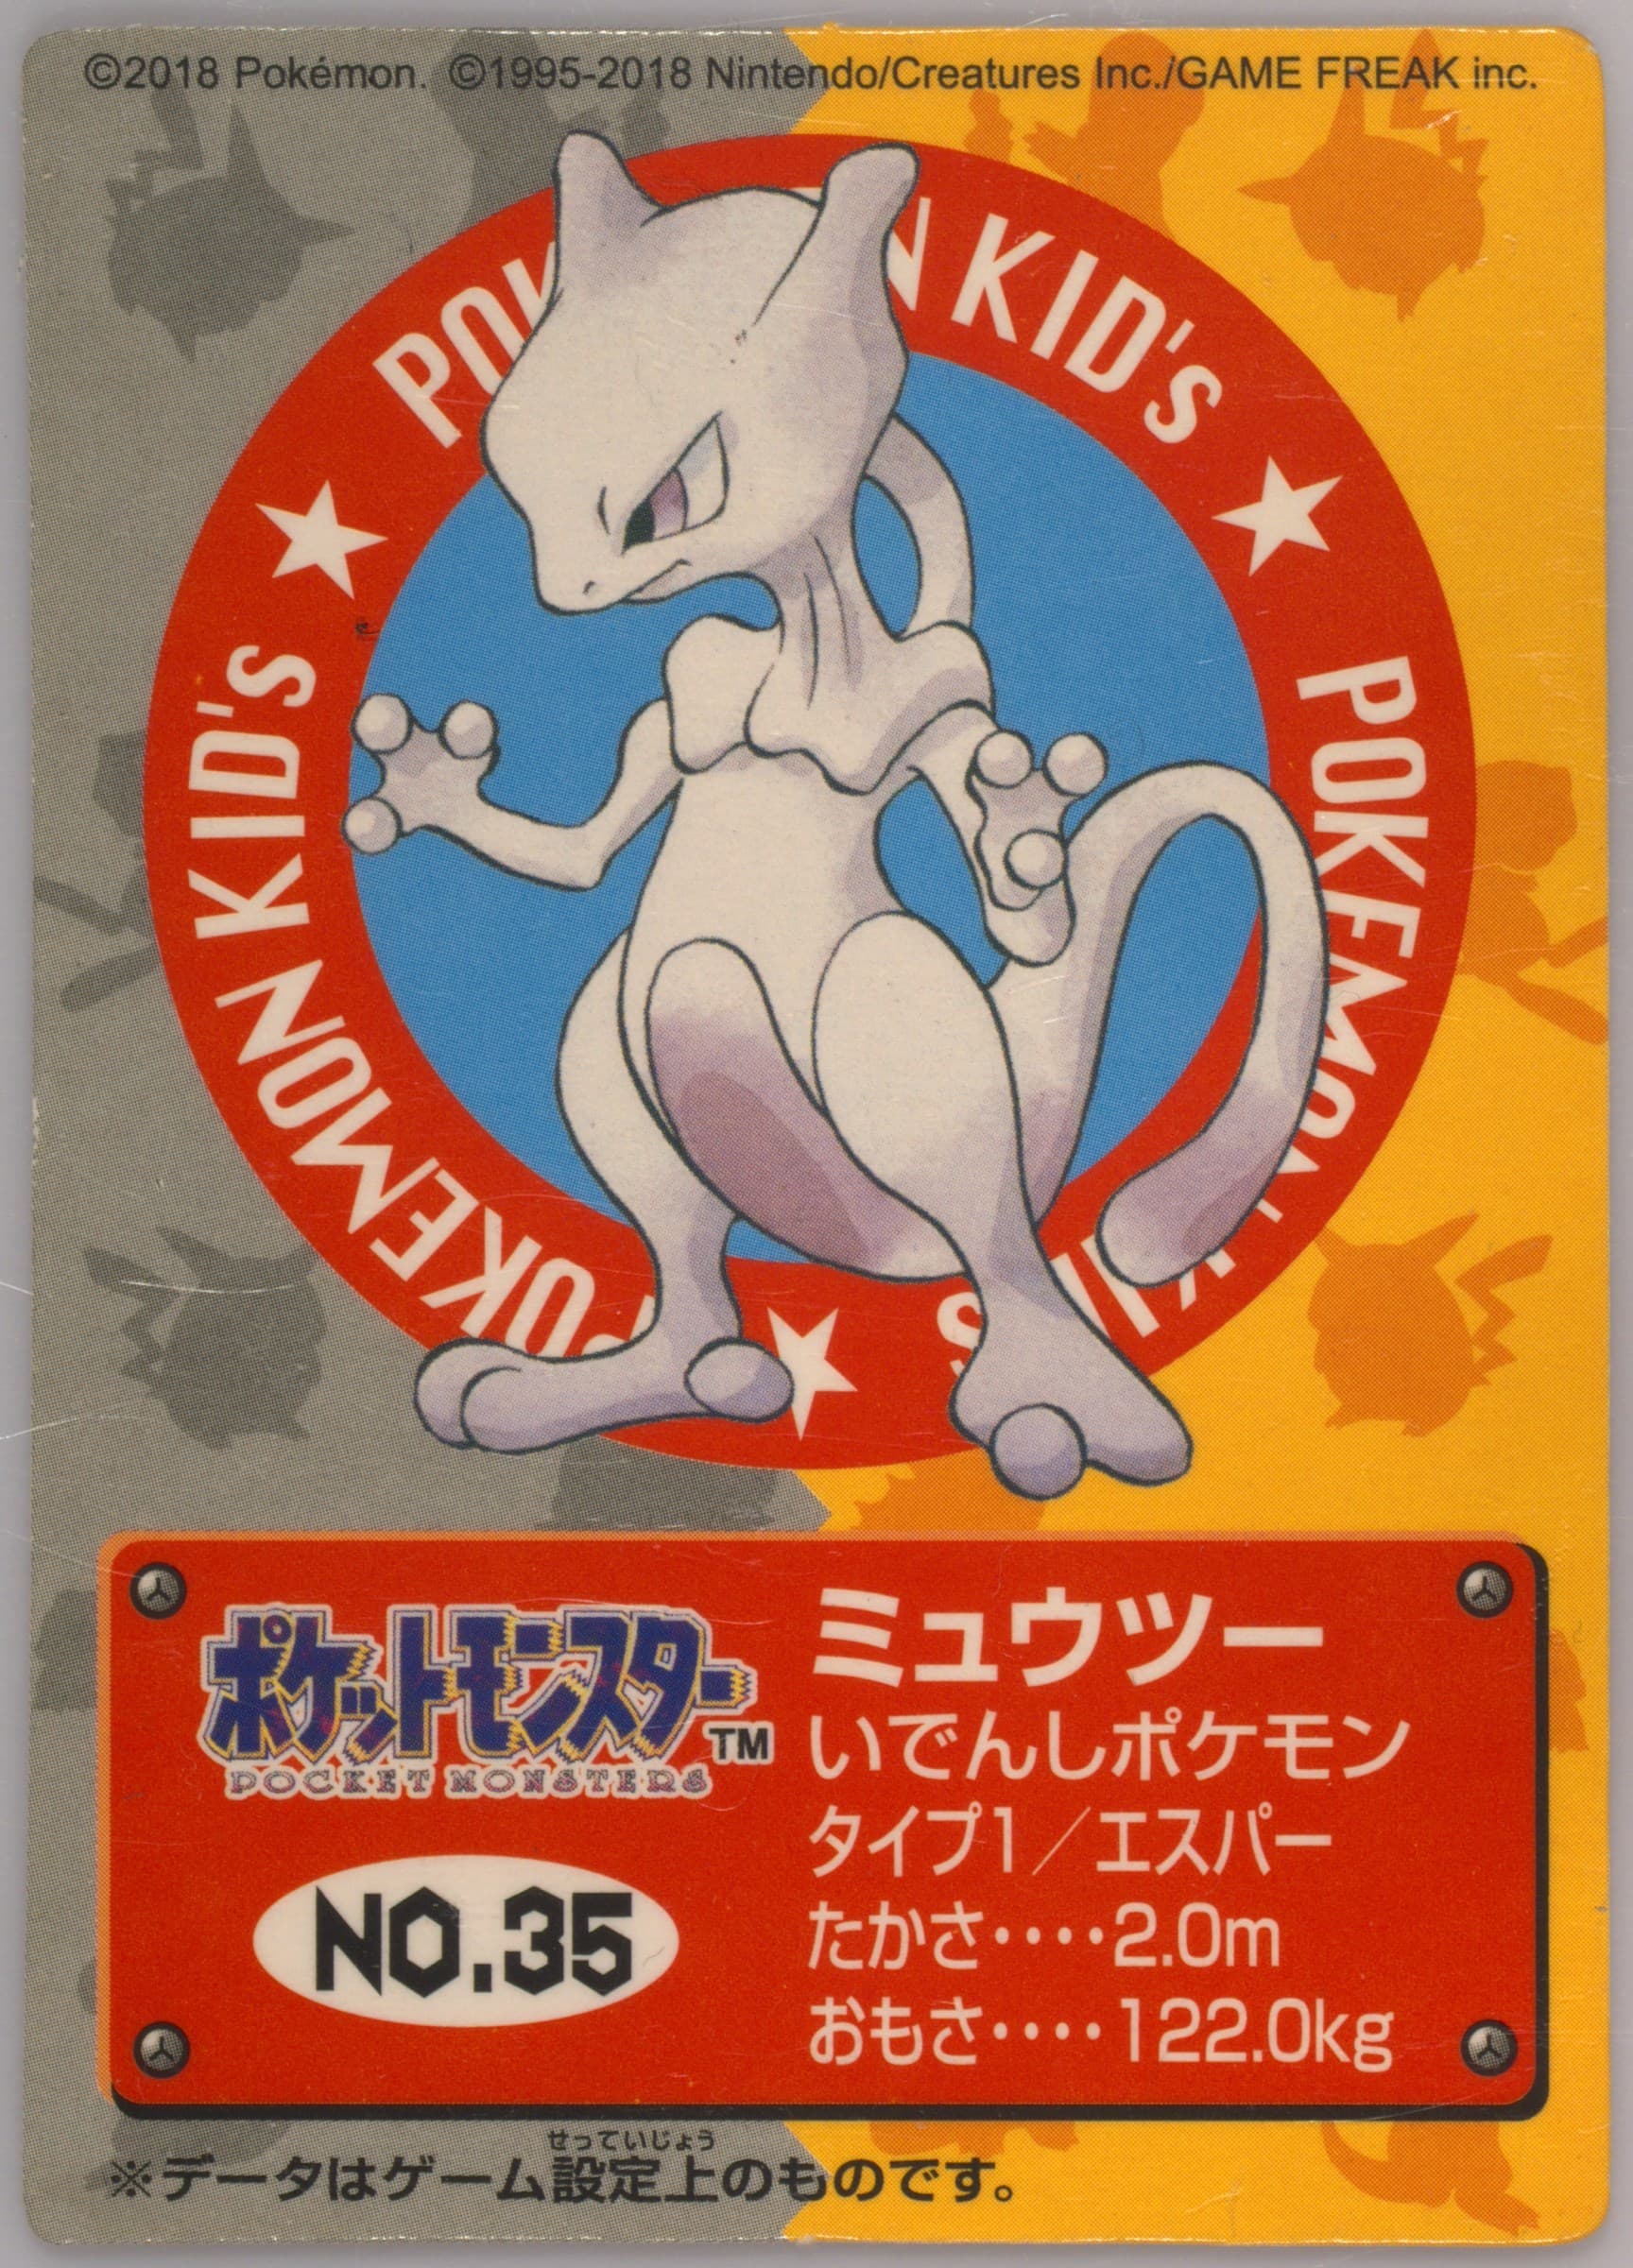 ©2018 Pokémon. ©1995-2018 Nintendo/Creatures Inc./GAME FREAK inc.
POKEMON KID's
POKEMON KID's
POKEMON KID's
ポケットモンスター TM
POCKET MONSTERS
NO.35
ミュウツー
いでんしポケモン
タイプ1／エスパー
たかさ‥‥2.0m
おもさ‥‥122.0kg
せっていじょう
※データはゲーム設定上のものです。